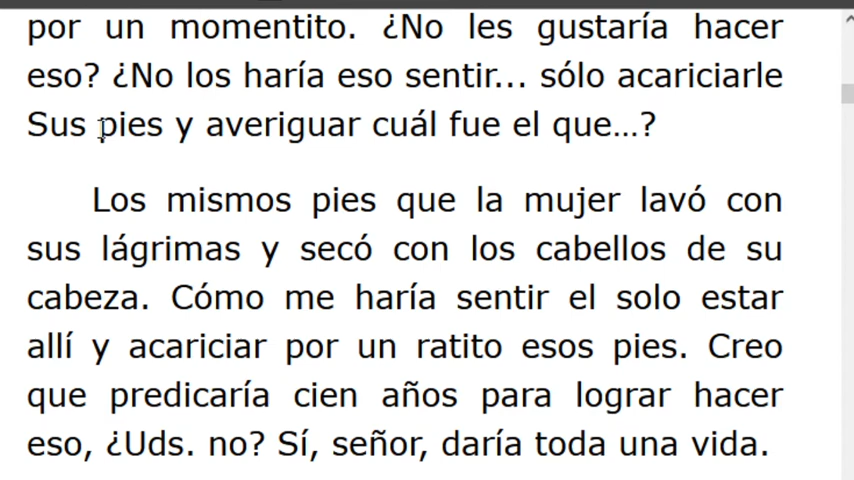 por un momentito. ¿No les gustaría hacer
eso? ¿No los haría eso sentir... sólo acariciarle
Sus pies y averiguar cuál fue el que...?
Los mismos pies que la mujer lavó con
sus lágrimas y secó con los cabellos de su
cabeza. Cómo me haría sentir el solo estar
allí y acariciar por un ratito esos pies. Creo
que predicaría cien años para lograr hacer
eso, ¿Uds. no? Sí, señor, daría toda una vida.